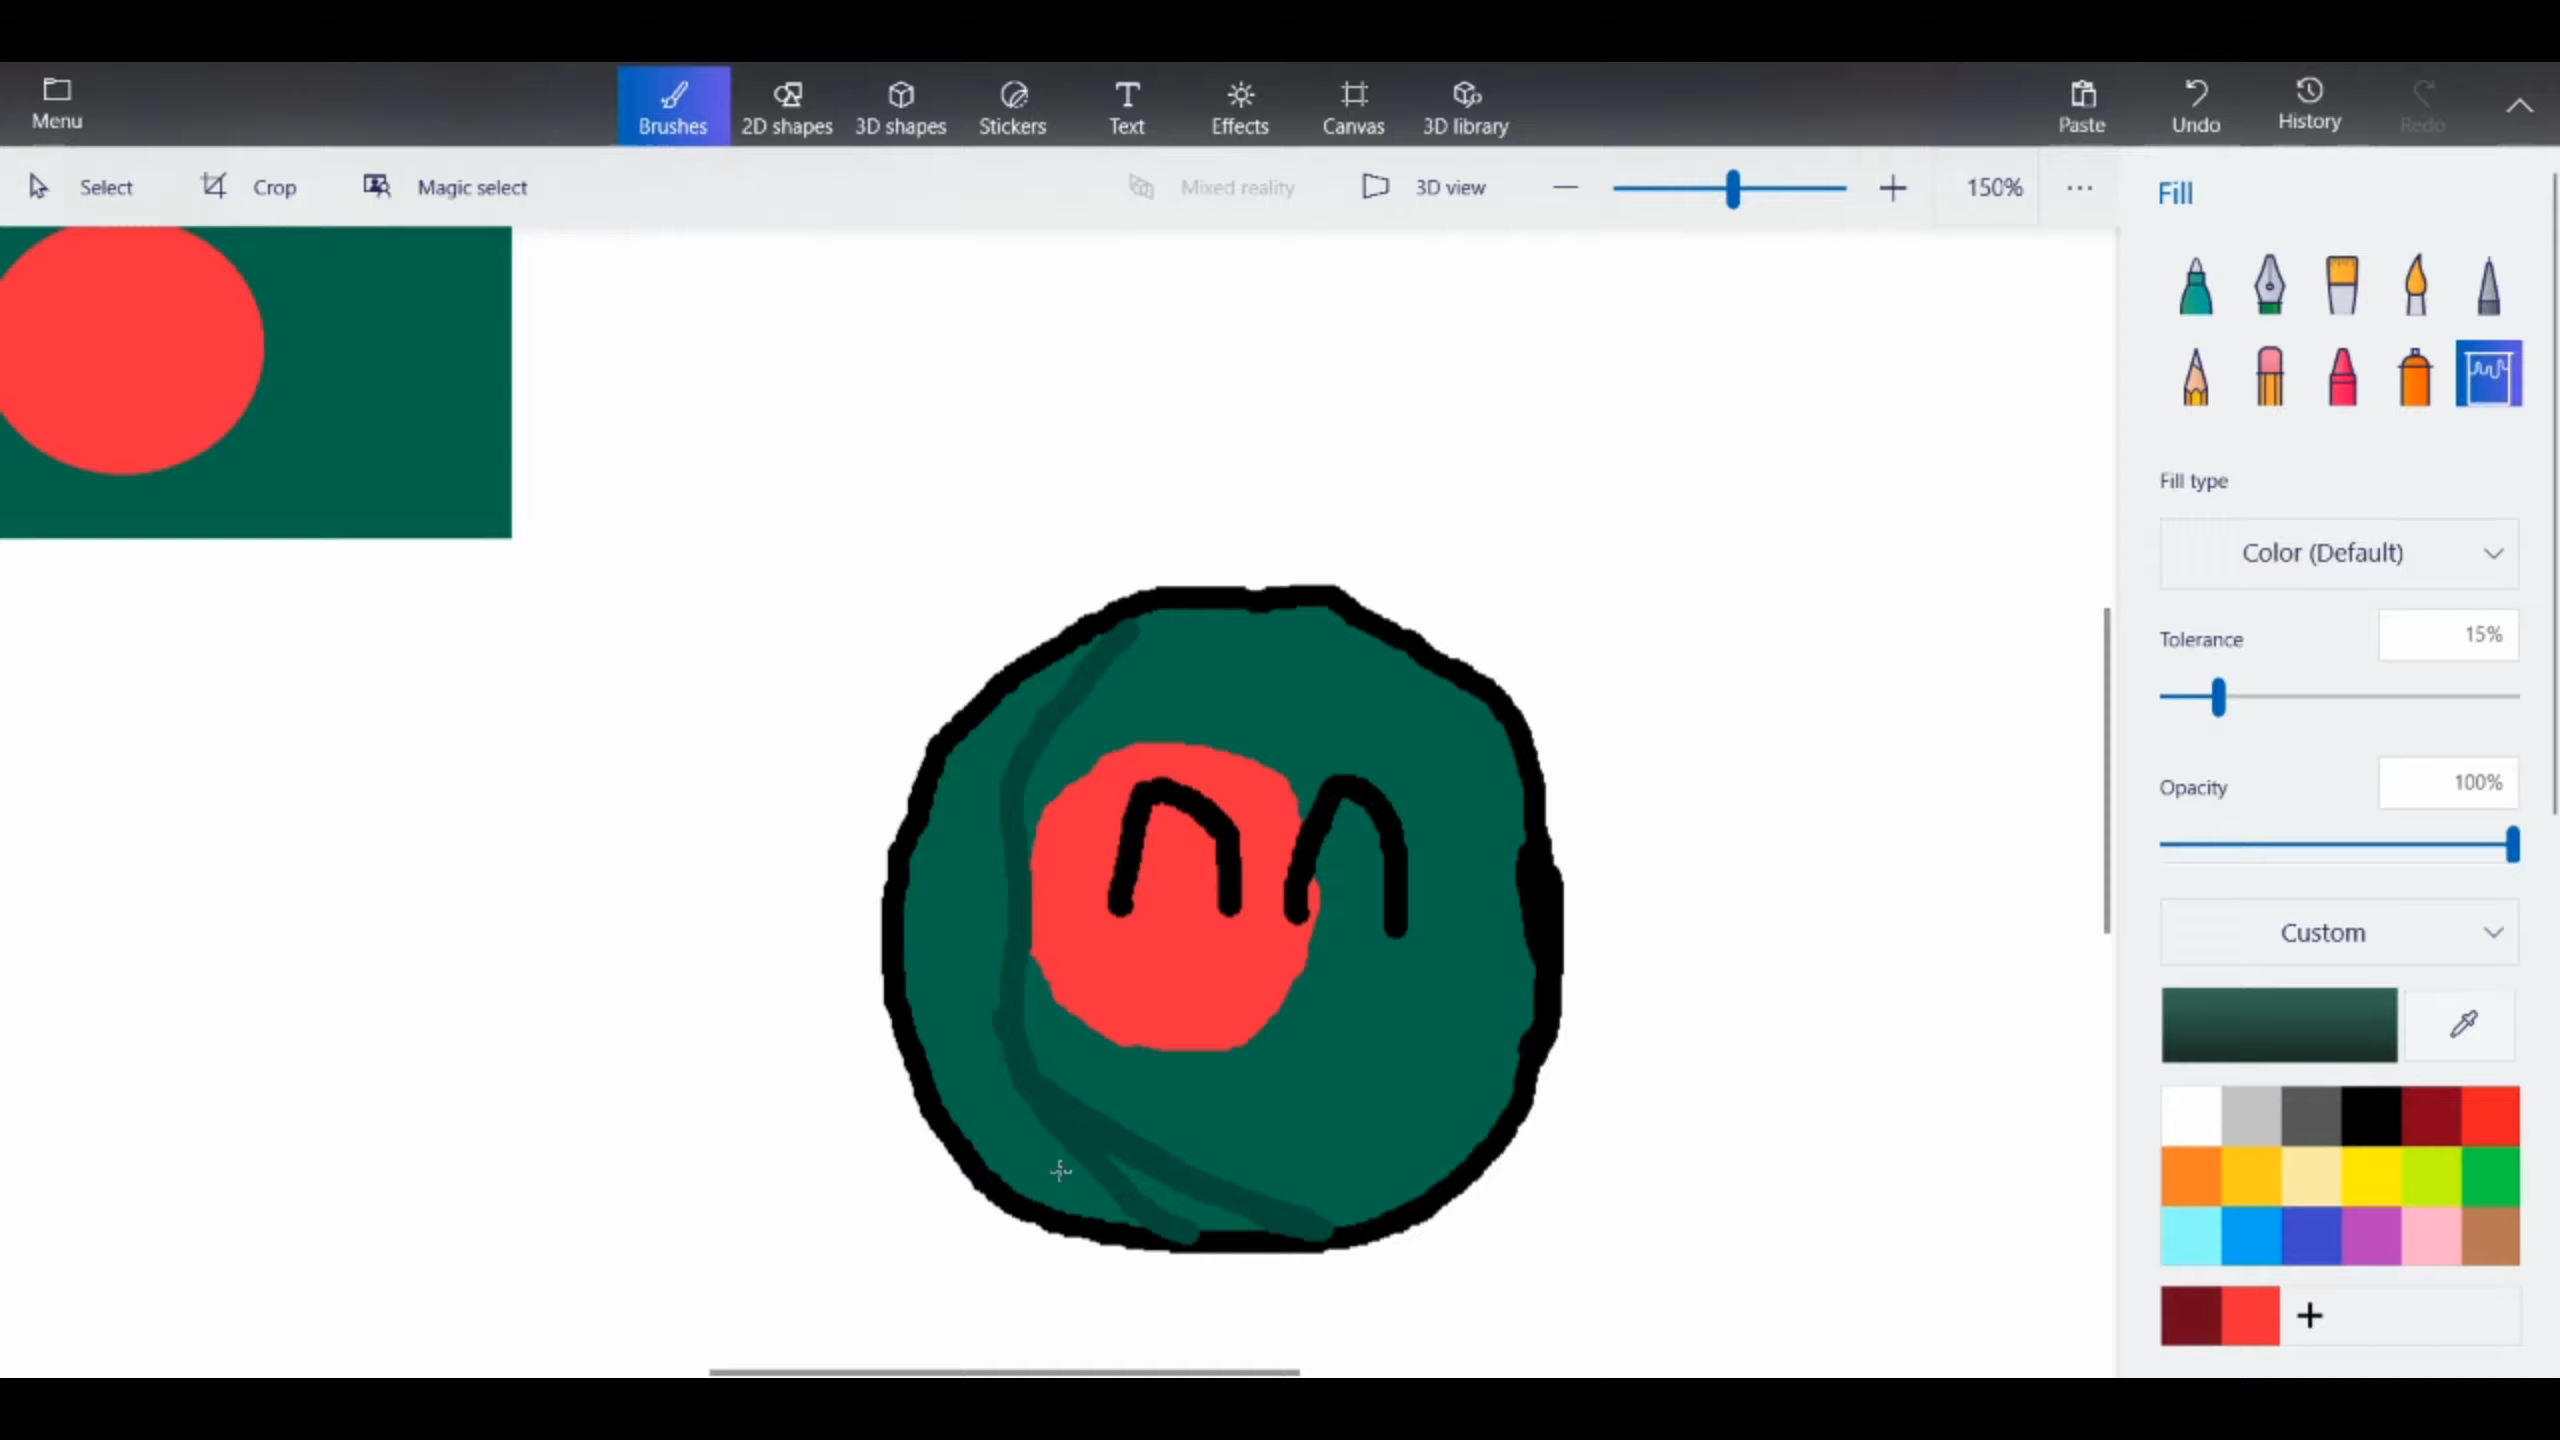 Menu
Brushes
2D shapes
3D shapes
Stickers
Text
Effects
Canvas
3D library
Paste
Undo
History
Redo
Select
Crop
Magic select
Mixed reality
3D view
150%
Fill
Fill type
Color (Default)
Tolerance
15%
Opacity
100%
Custom